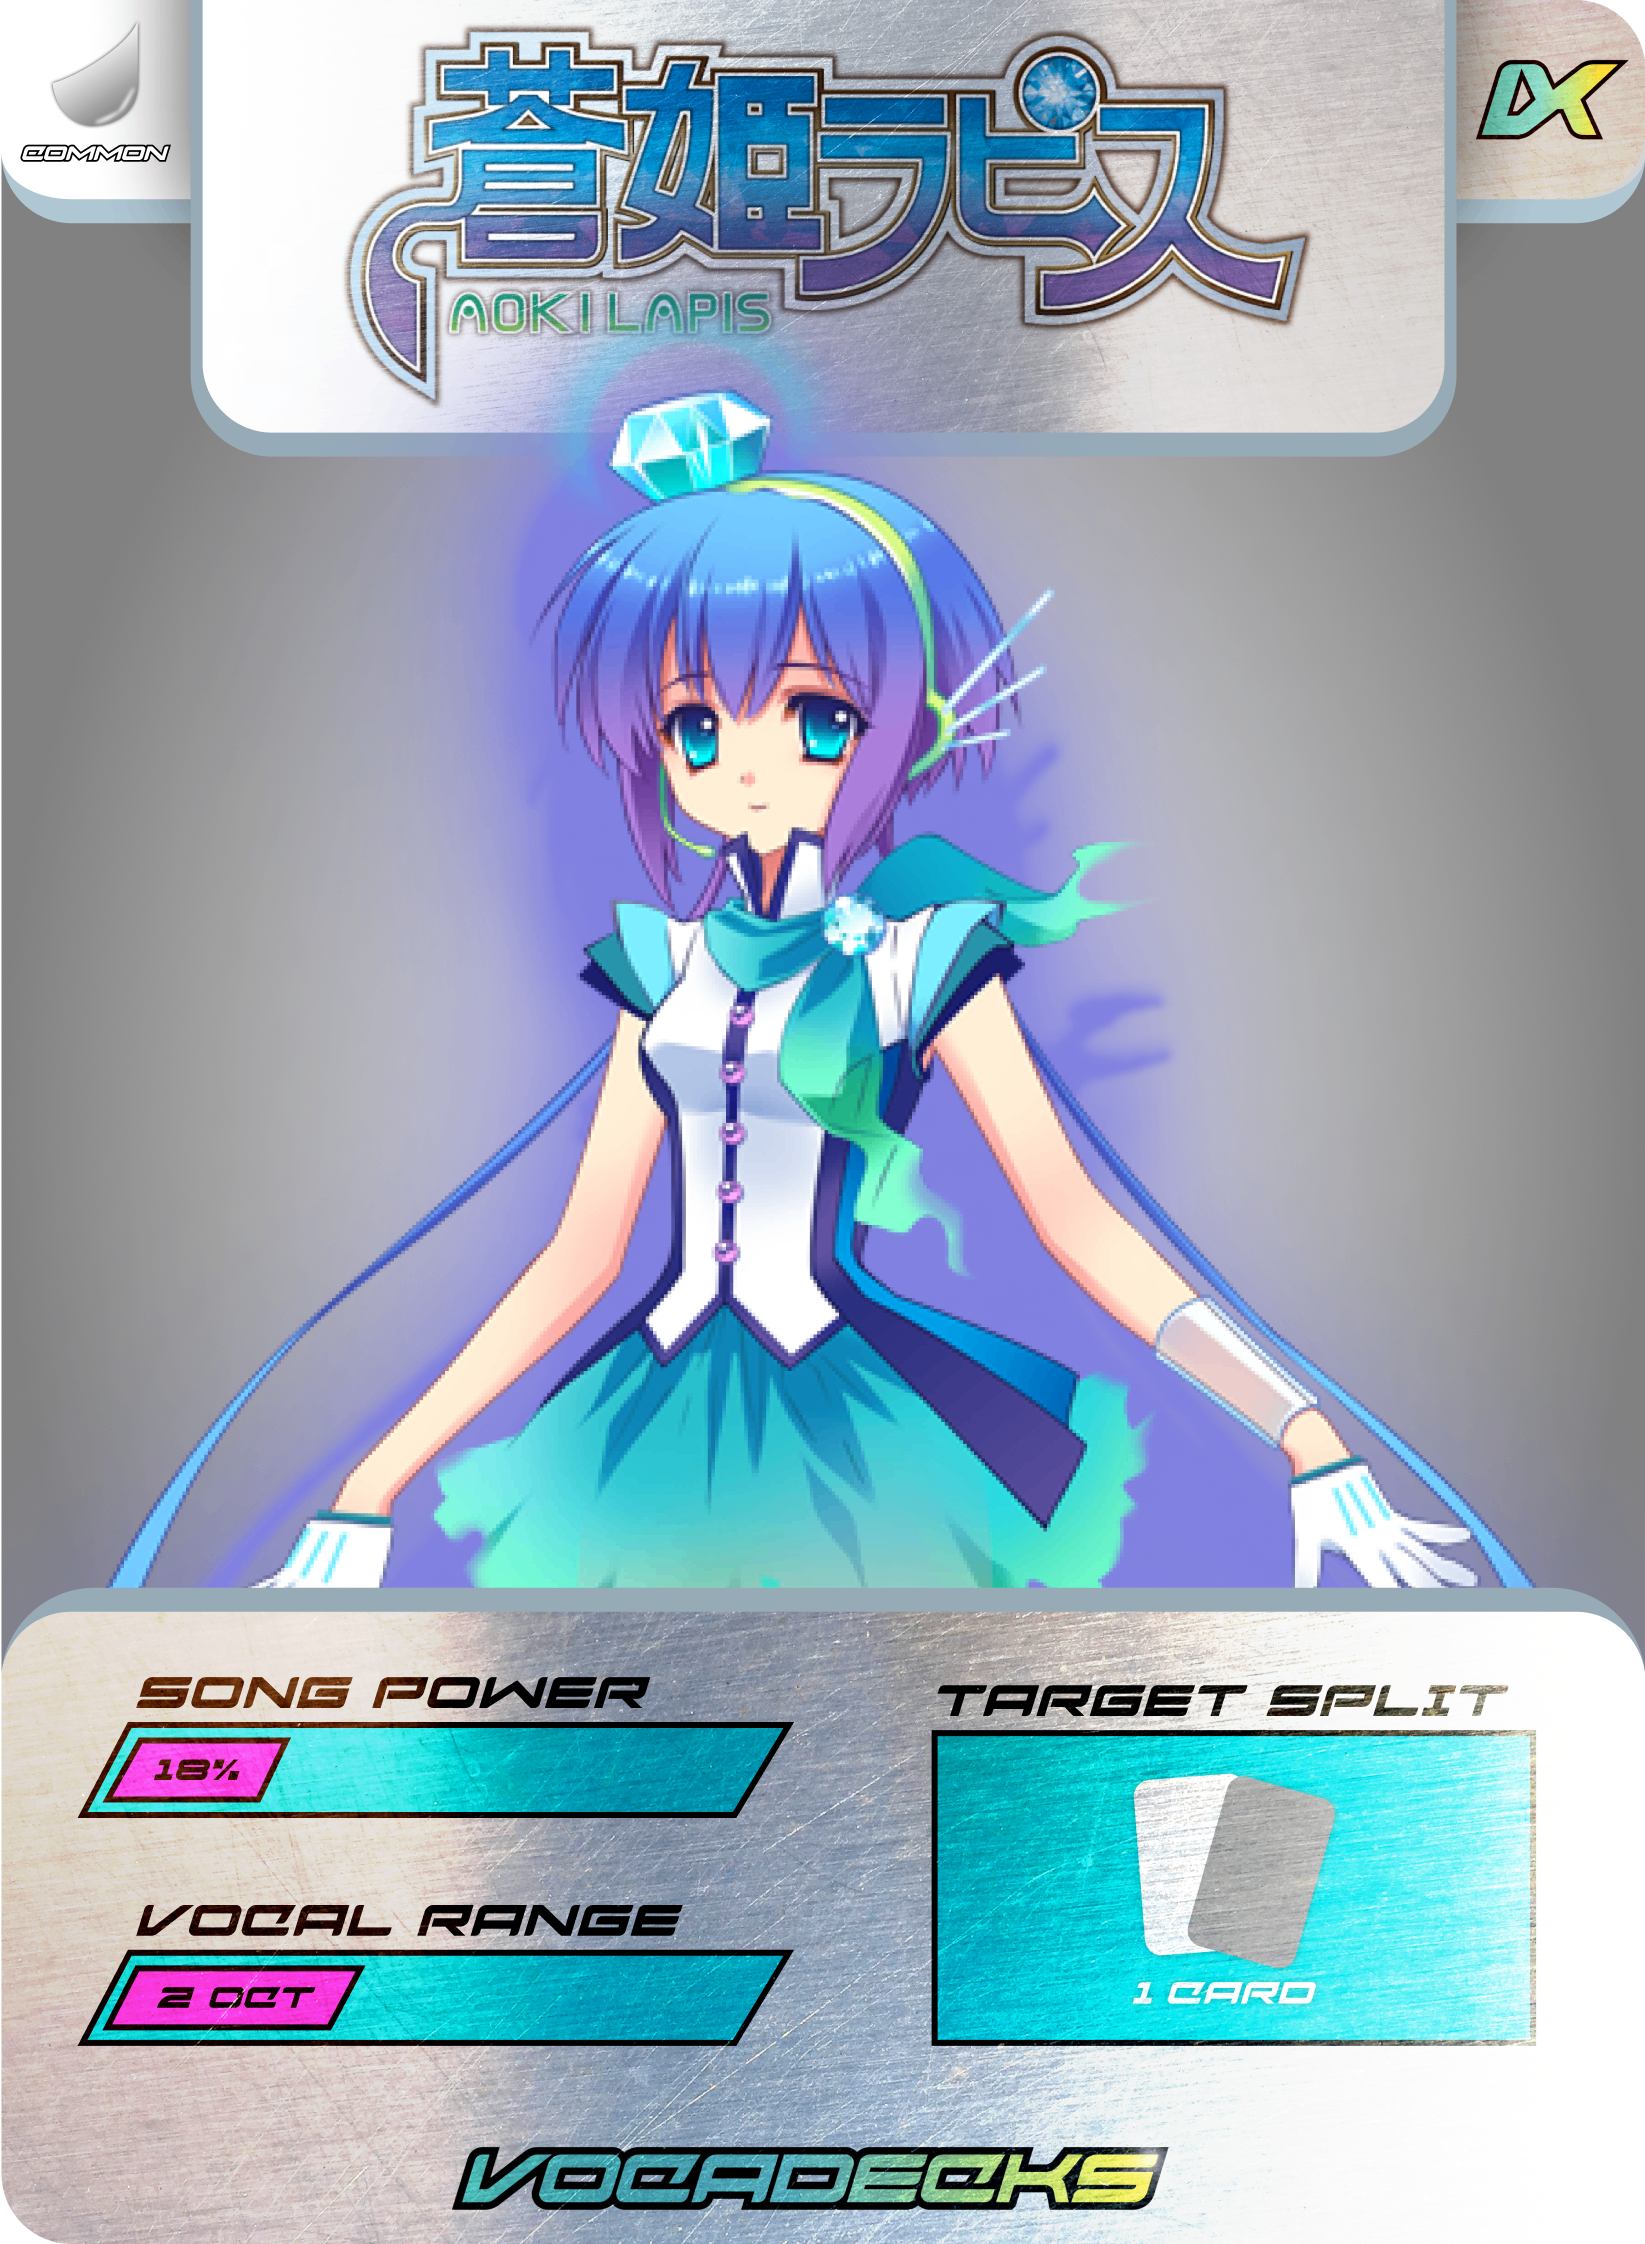 COMMON
蒼姫ラピス
AOKI LAPIS
SONG POWER
18%
TARGET SPLIT
1 CARD
VOCAL RANGE
2 OCT
VOCADECKS